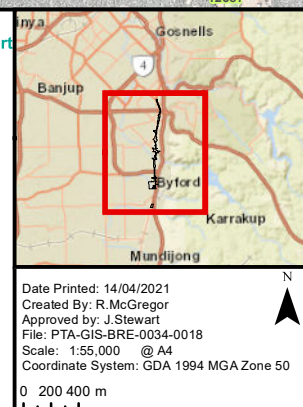 inya
Gosnells
rt
4
Banjup
Byford
Karrakup
Mundijong
N
Date Printed: 14/04/2021
Created By: R.McGregor
Approved by: J.Stewart
File: PTA-GIS-BRE-0034-0018
Scale: 1:55,000 @ A4
Coordinate System: GDA 1994 MGA Zone 50
0 200 400 m